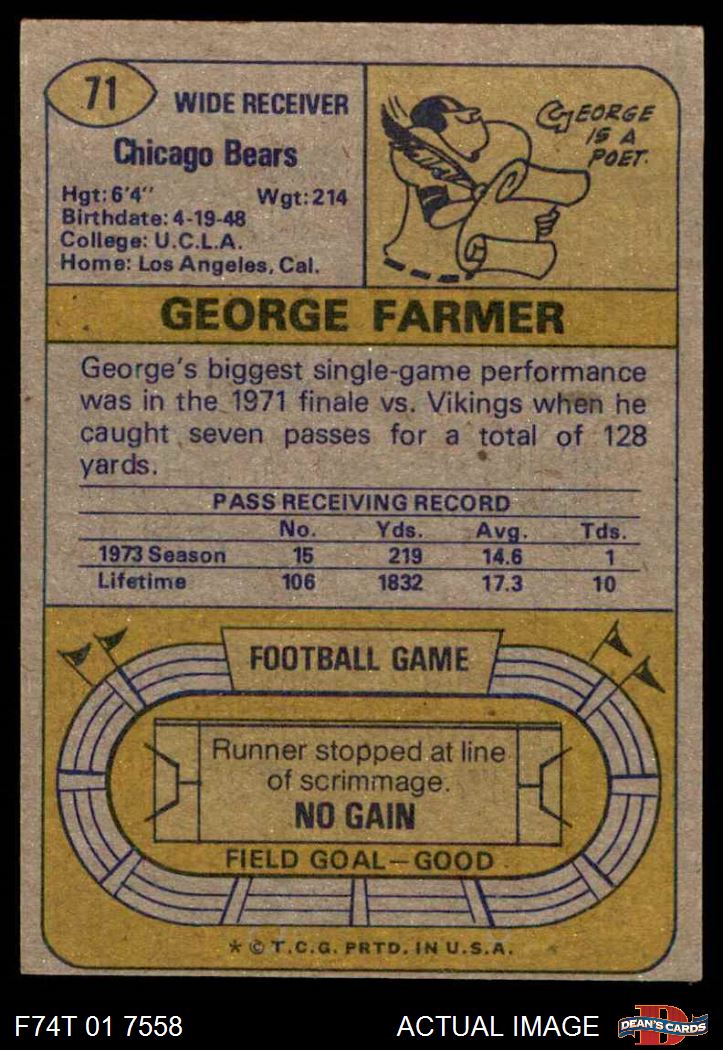 71
WIDE RECEIVER
Chicago Bears
Hgt: 6'4" Wgt: 214
Birthdate: 4-19-48
College: U.C.L.A.
Home: Los Angeles, Cal.
GEORGE
IS A
POET.
GEORGE FARMER
George's biggest single-game performance
was in the 1971 finale vs. Vikings when he
caught seven passes for a total of 128
yards.
PASS RECEIVING RECORD
No. Yds. Avg. Tds.
1973 Season 15 219 14.6 1
Lifetime 106 1832 17.3 10
FOOTBALL GAME
Runner stopped at line
of scrimmage.
NO GAIN
FIELD GOAL—GOOD
* © T.C.G. PRTD. IN U.S.A.
F74T 01 7558 ACTUAL IMAGE D DEAN'S CARDS